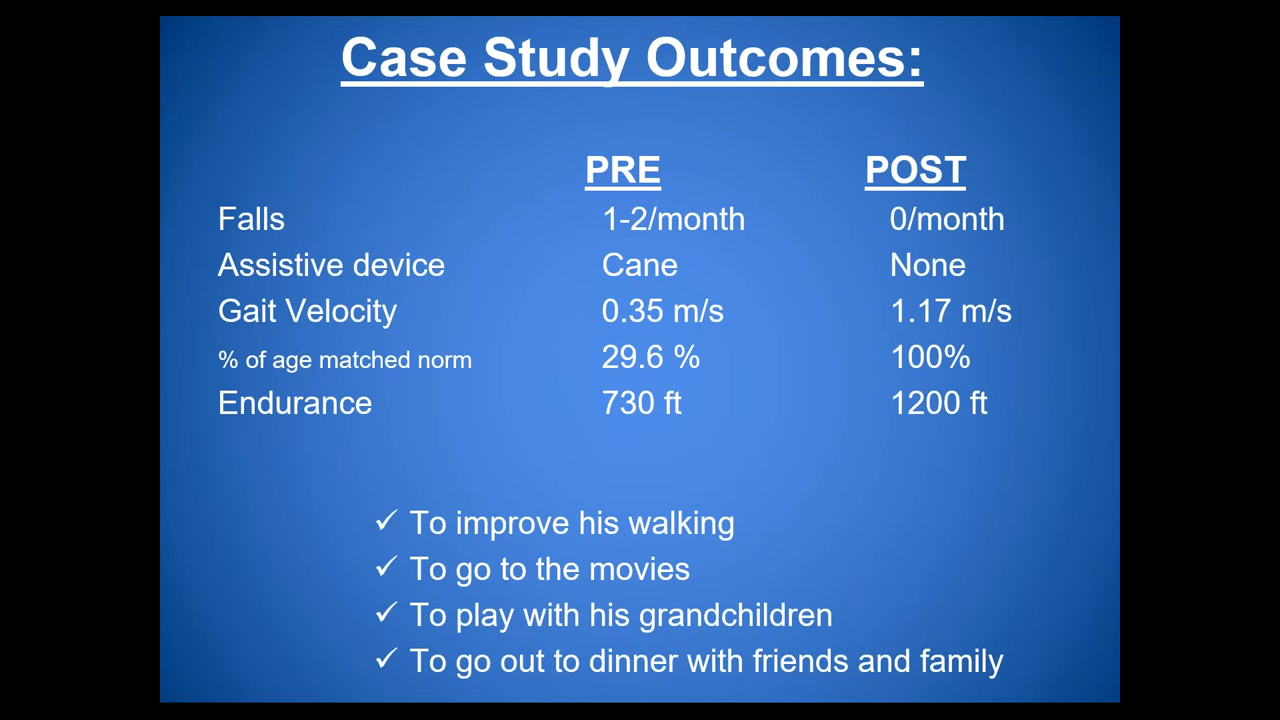 Case Study Outcomes:
PRE POST
Falls 1-2/month 0/month
Assistive device Cane None
Gait Velocity 0.35 m/s 1.17 m/s
% of age matched norm 29.6 % 100%
Endurance 730 ft 1200 ft
✓ To improve his walking
✓ To go to the movies
✓ To play with his grandchildren
✓ To go out to dinner with friends and family